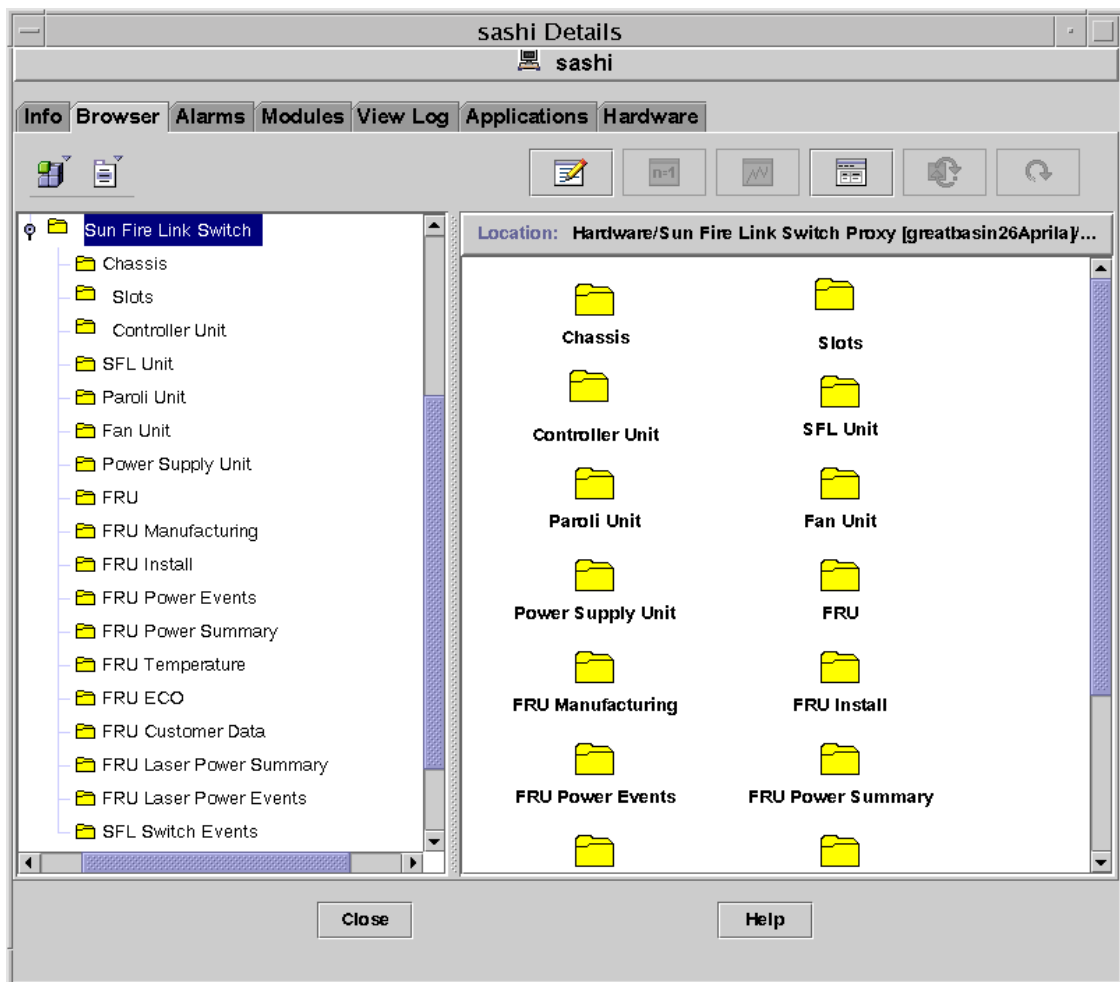 sashi Details
sashi
Info Browser Alarms Modules View Log Applications Hardware
n=1
Sun Fire Link Switch
Chassis
Slots
Controller Unit
SFL Unit
Paroli Unit
Fan Unit
Power Supply Unit
FRU
FRU Manufacturing
FRU Install
FRU Power Events
FRU Power Summary
FRU Temperature
FRU ECO
FRU Customer Data
FRU Laser Power Summary
FRU Laser Power Events
SFL Switch Events
Location: Hardware/Sun Fire Link Switch Proxy [greatbasin26Aprila]/...
Chassis Slots
Controller Unit SFL Unit
Paroli Unit Fan Unit
Power Supply Unit FRU
FRU Manufacturing FRU Install
FRU Power Events FRU Power Summary
Close Help